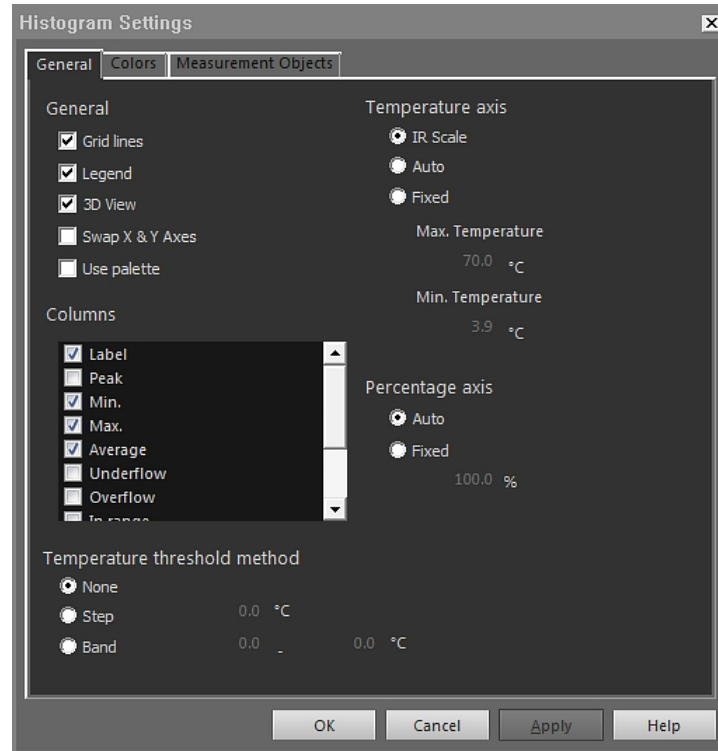 Histogram Settings
General Colors Measurement Objects
General
Grid lines
Legend
3D View
Swap X & Y Axes
Use palette
Columns
Label
Peak
Min.
Max.
Average
Underflow
Overflow
In range
Temperature axis
IR Scale
Auto
Fixed
Max. Temperature
70.0 °C
Min. Temperature
3.9 °C
Percentage axis
Auto
Fixed
100.0 %
Temperature threshold method
None
Step 0.0 °C
Band 0.0 - 0.0 °C
OK Cancel Apply Help